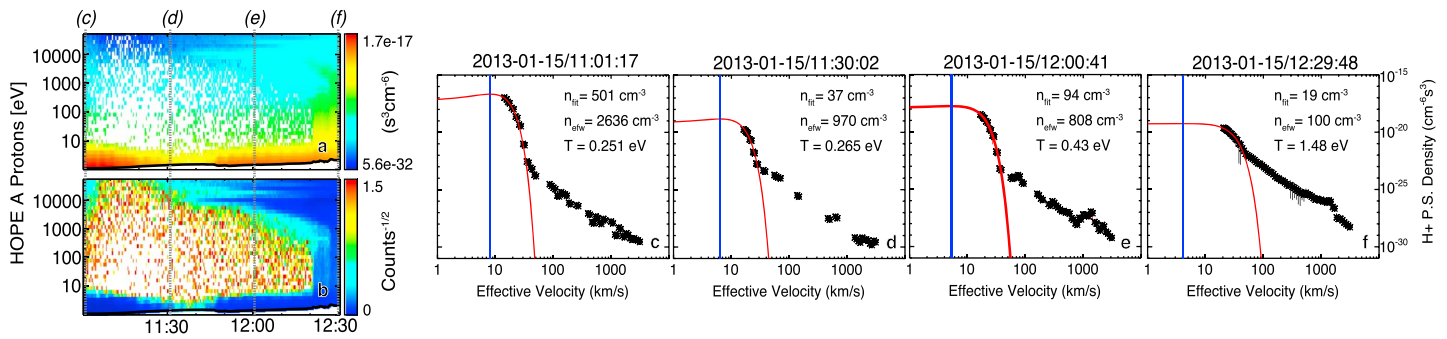 (c) (d) (e) (f)
HOPE A Protons [eV]
10000
1000
100
10
a
1.7e-17
(s³cm⁻⁶)
5.6e-32
10000
1000
100
10
b
1.5
Counts⁻¹/²
0
11:30 12:00 12:30
2013-01-15/11:01:17
n_fit = 501 cm⁻³
n_efw = 2636 cm⁻³
T = 0.251 eV
c
1 10 100 1000
Effective Velocity (km/s)
2013-01-15/11:30:02
n_fit = 37 cm⁻³
n_efw = 970 cm⁻³
T = 0.265 eV
d
1 10 100 1000
Effective Velocity (km/s)
2013-01-15/12:00:41
n_fit = 94 cm⁻³
n_efw = 808 cm⁻³
T = 0.43 eV
e
1 10 100 1000
Effective Velocity (km/s)
2013-01-15/12:29:48
n_fit = 19 cm⁻³
n_efw = 100 cm⁻³
T = 1.48 eV
f
1 10 100 1000
Effective Velocity (km/s)
10⁻¹⁵
10⁻²⁰
10⁻²⁵
10⁻³⁰
H+ P.S. Density (cm⁻⁶s³)